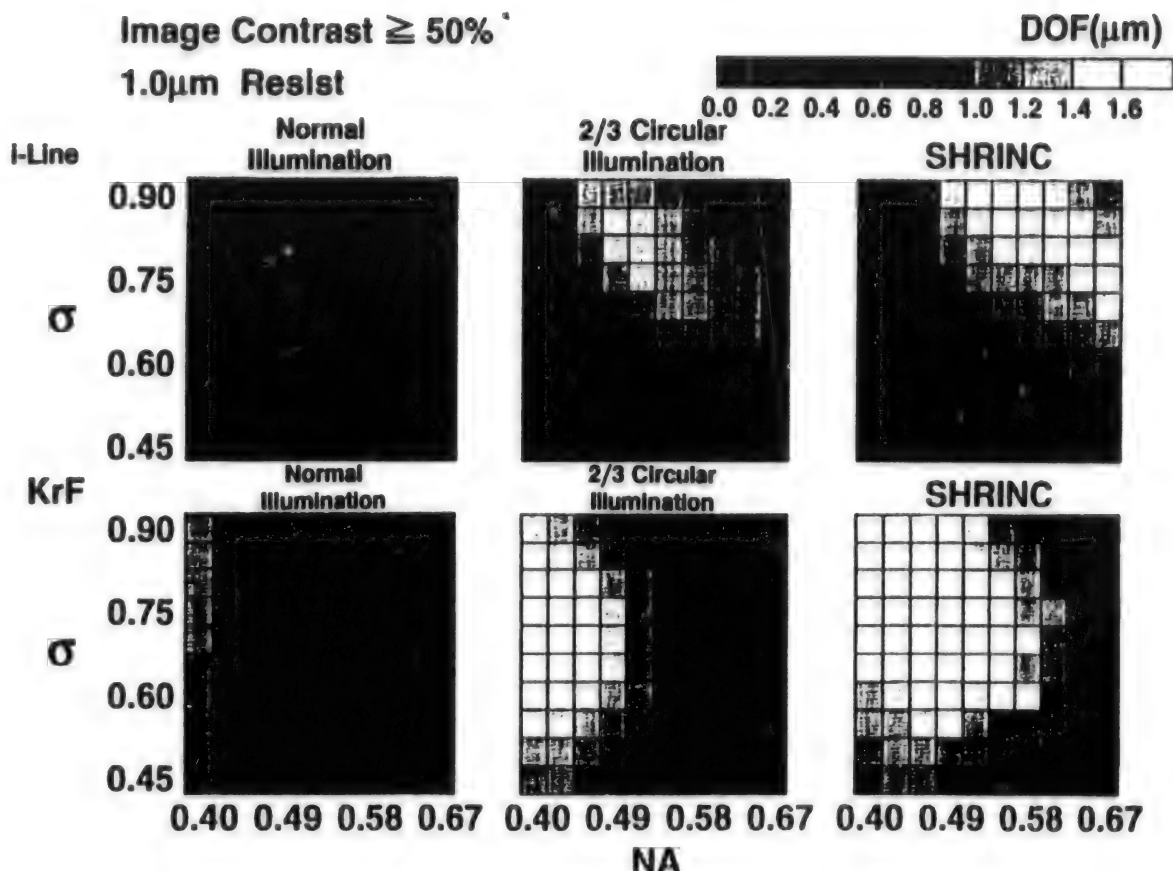 Image Contrast ≧ 50%
1.0μm Resist
DOF(μm)
0.0 0.2 0.4 0.6 0.8 1.0 1.2 1.4 1.6
i-Line
Normal Illumination
2/3 Circular Illumination
SHRINC
0.90
0.75
σ
0.60
0.45
KrF
Normal Illumination
2/3 Circular Illumination
SHRINC
0.90
0.75
σ
0.60
0.45
0.40 0.49 0.58 0.67
0.40 0.49 0.58 0.67
0.40 0.49 0.58 0.67
NA